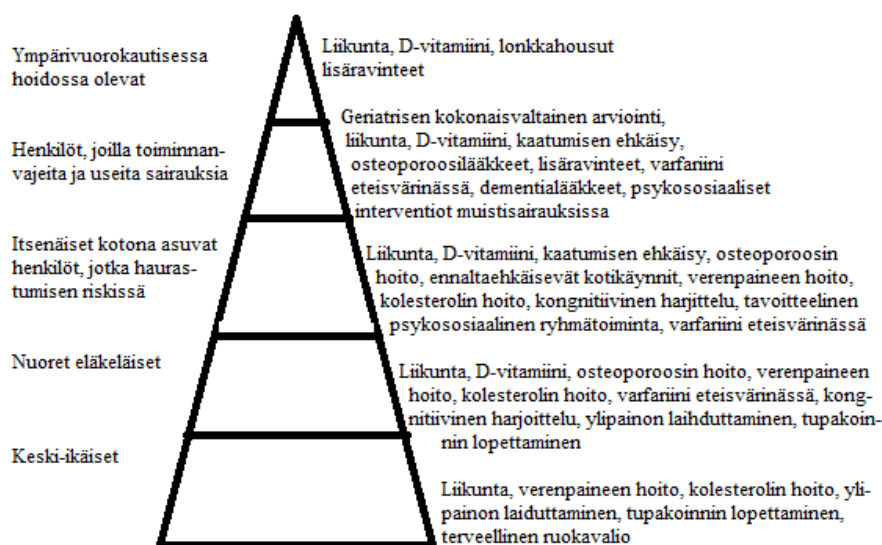 Ympärivuorokautisessa
hoidossa olevat
Liikunta, D-vitamiini, lonkkahousut
lisäravinteet
Henkilöt, joilla toiminnan-
vajeita ja useita sairauksia
Geriatrisen kokonaisvaltainen arviointi,
liikunta, D-vitamiini, kaatumisen ehkäisy,
osteoporoosilääkkeet, lisäravinteet, varfariini
eteisvärinässä, dementialääkkeet, psykososiaaliset
interventiot muistisairauksissa
Itsenäiset kotona asuvat
henkilöt, jotka hauras-
tumisen riskissä
Liikunta, D-vitamiini, kaatumisen ehkäisy, osteoporosin
hoito, ennaltaehkäisevät kotikäynnit, verenpaineen hoito,
kolesterolin hoito, kongnitiivinen harjittelu, tavoitteelinen
psykososiaalinen ryhmätoiminta, varfariini eteisvärinässä
Nuoret eläkeläiset
Liikunta, D-vitamiini, osteoporosin hoito, verenpaineen
hoito, kolesterolin hoito, varfariini eteisvärinässä, kong-
nitiivinen harjoittelu, ylipainon laihduttaminen, tupakoin-
nin lopettaminen
Keski-ikäiset
Liikunta, verenpaineen hoito, kolesterolin hoito, yli-
painon laiduttaminen, tupakoinnin lopettaminen,
terveellinen ruokavalio